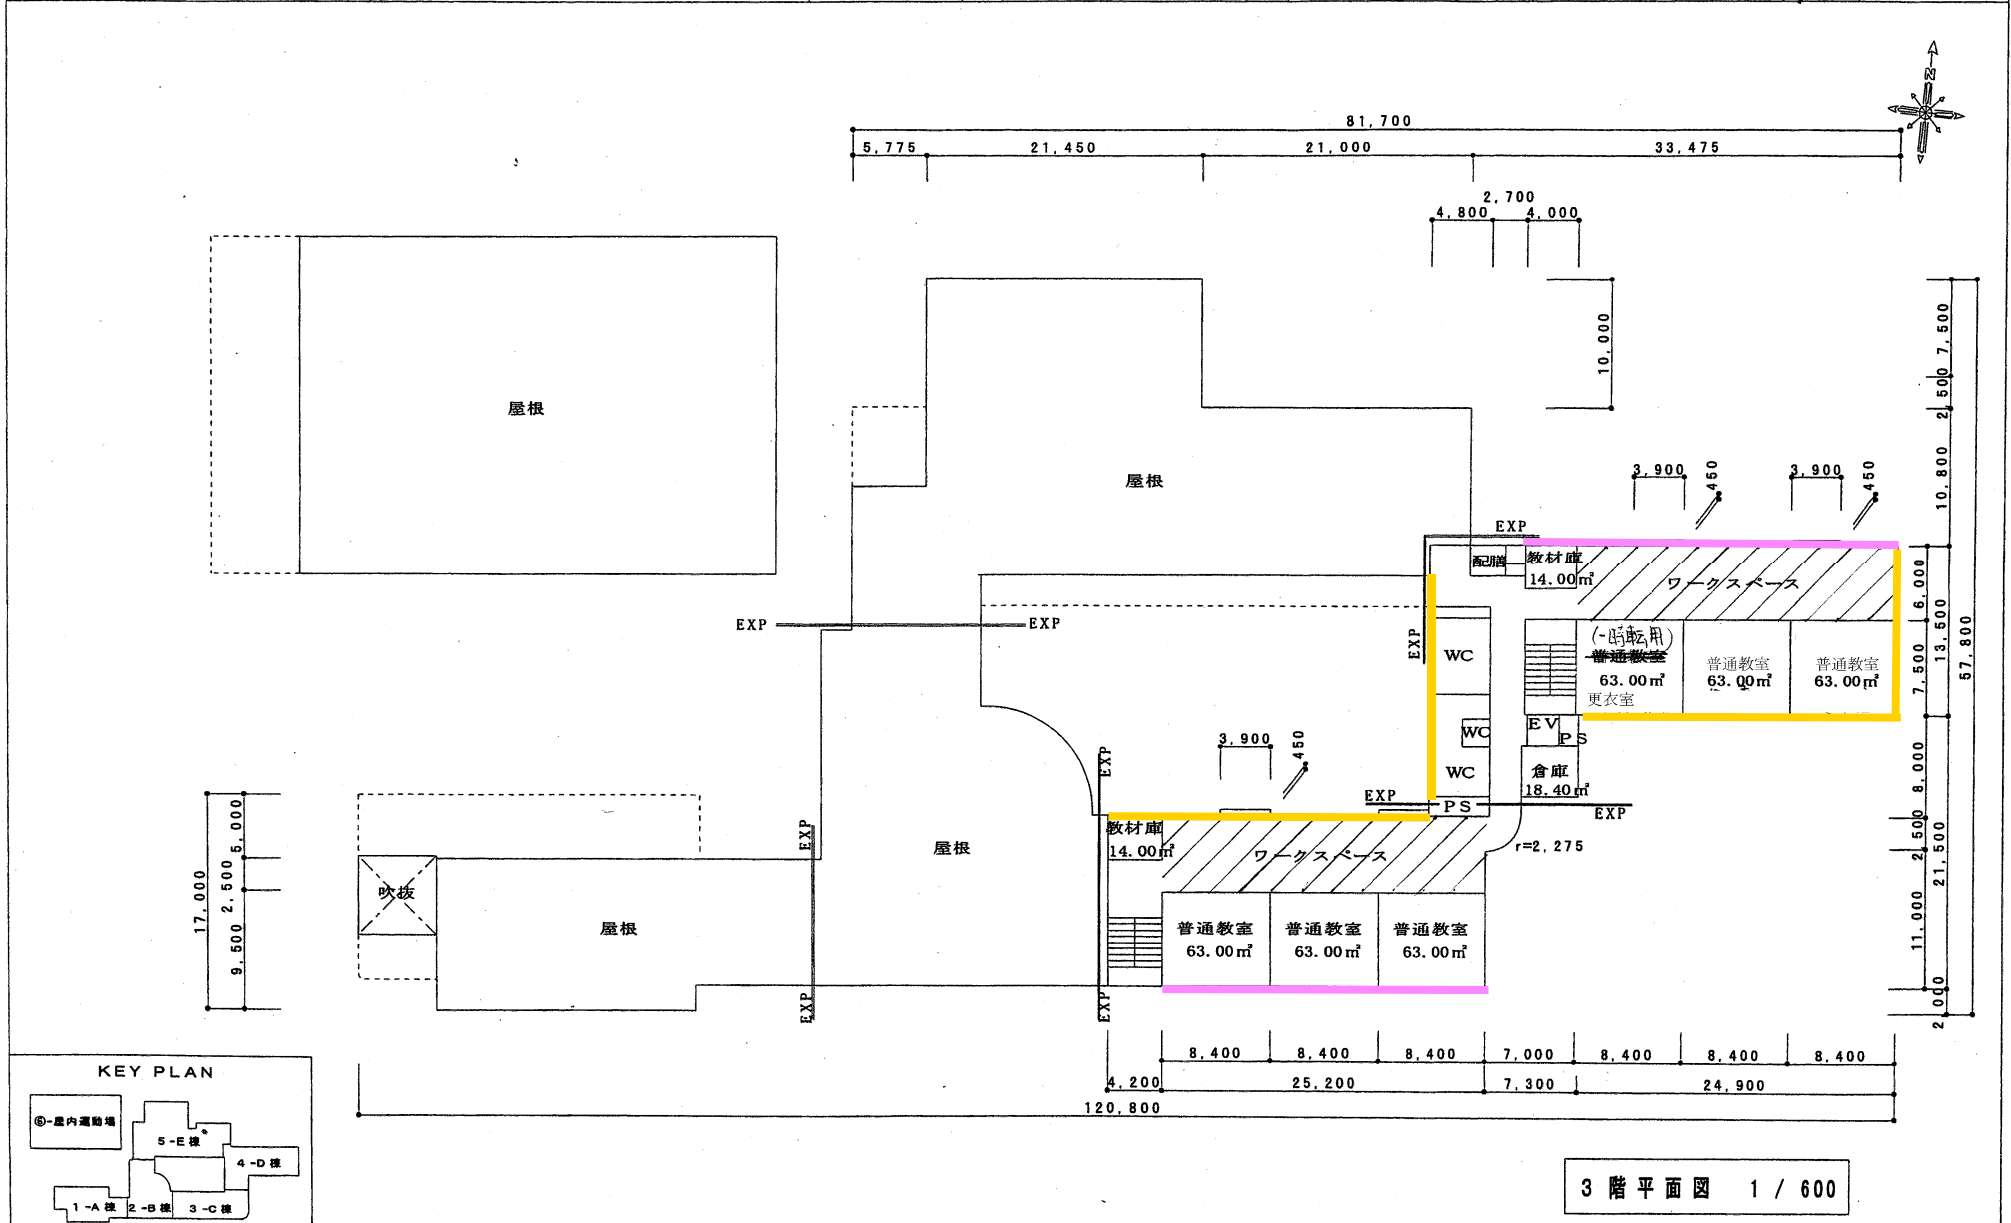 N
81,700
5,775
21,450
21,000
33,475
2,700
4,800
4,000
10,000
7,500
2,500
10,800
屋根
屋根
3,900
450
3,900
450
EXP
配膳
教材庫
14.00㎡
ワークスペース
6,000
13,500
7,500
57,800
EXP
EXP
EXP
WC
(一時転用)
普通教室
63.00㎡
更衣室
普通教室
63.00㎡
普通教室
63.00㎡
WC
EV
PS
3,900
450
EXP
WC
倉庫
18.40㎡
8,000
EXP
PS
EXP
教材庫
14.00㎡
ワークスペース
r=2,275
2,500
21,500
11,000
2,000
屋根
EXP
17,000
5,000
2,500
9,500
吹抜
屋根
普通教室
63.00㎡
普通教室
63.00㎡
普通教室
63.00㎡
EXP
EXP
8,400
8,400
8,400
7,000
8,400
8,400
8,400
4,200
25,200
7,300
24,900
120,800
KEY PLAN
⑥-屋内運動場
5-E棟
4-D棟
1-A棟
2-B棟
3-C棟
3階平面図 1/600